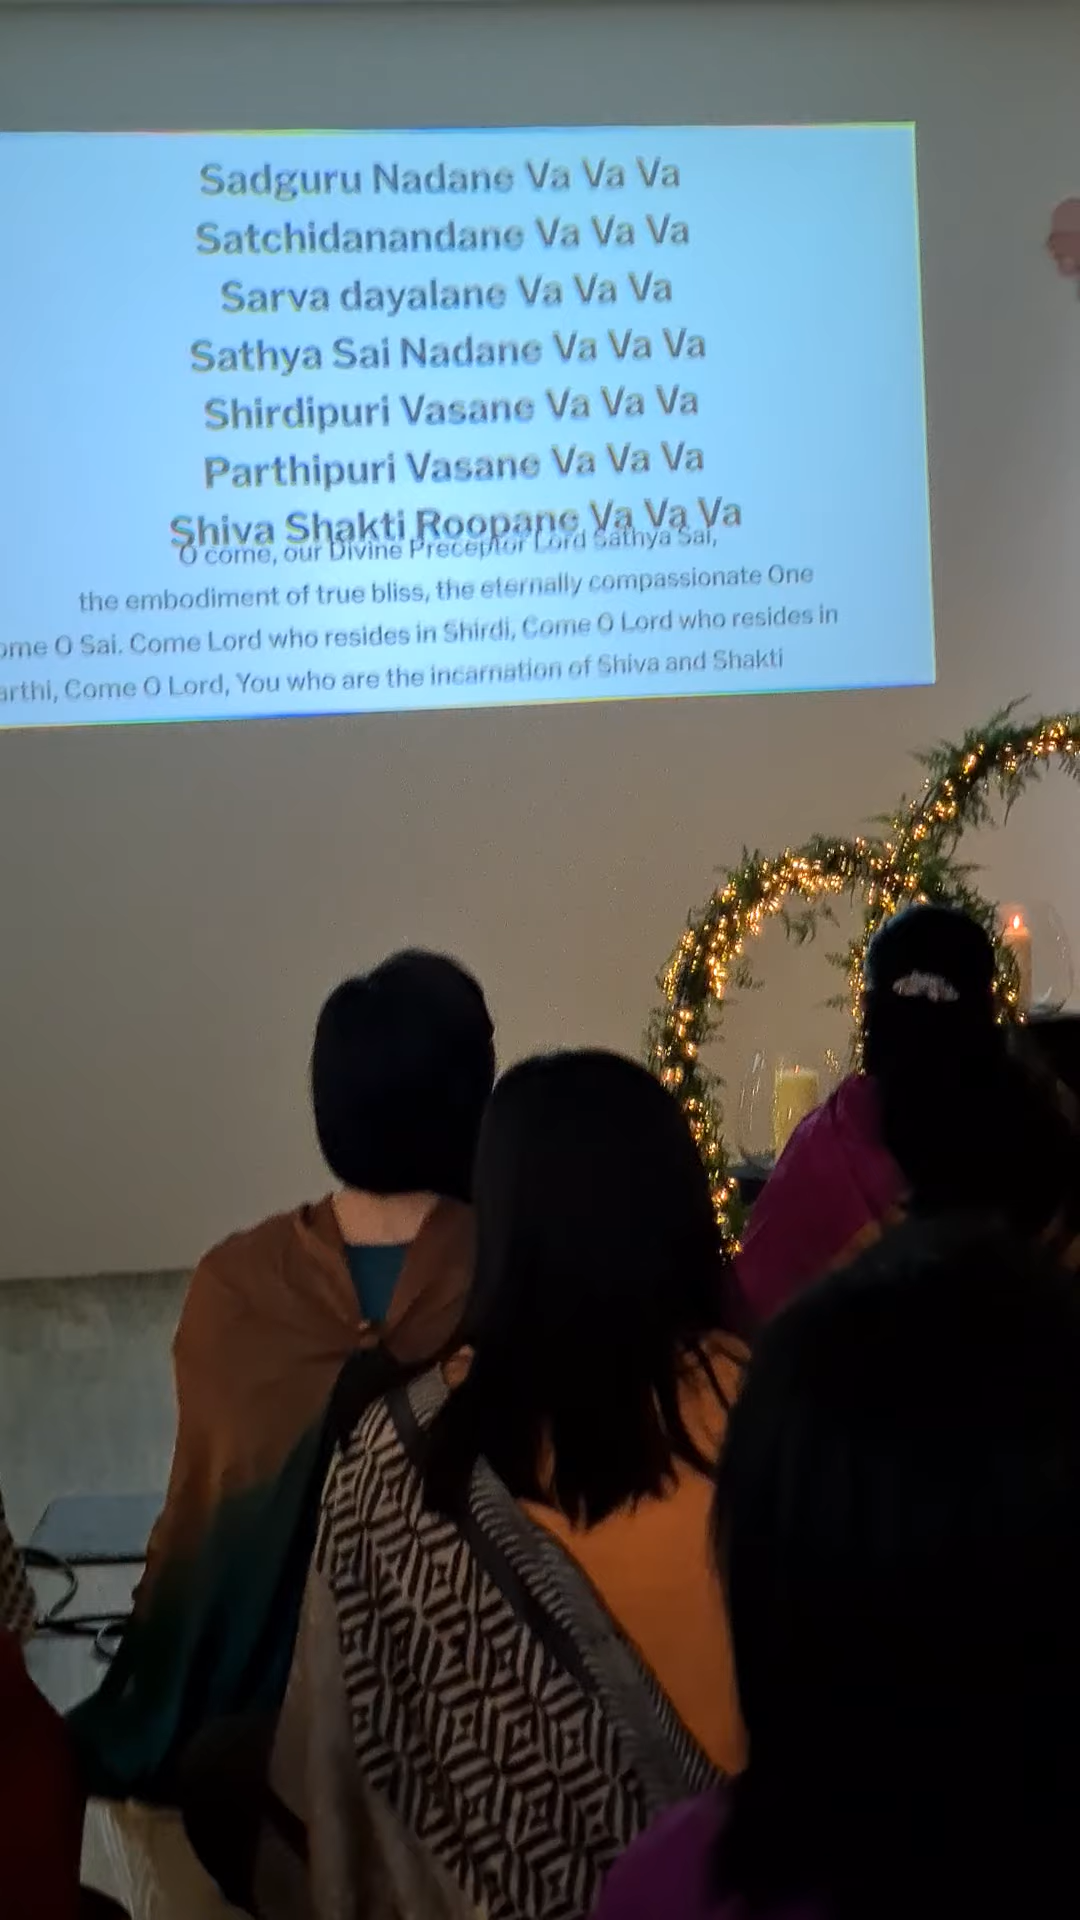 Sadguru Nadane Va Va Va
Satchidanandane Va Va Va
Sarva dayalane Va Va Va
Sathya Sai Nadane Va Va Va
Shirdipuri Vasane Va Va Va
Parthipuri Vasane Va Va Va
Shiva Shakti Roopane Va Va Va
O come, our Divine Preceptor Lord Sathya Sai,
the embodiment of true bliss, the eternally compassionate One
ome O Sai. Come Lord who resides in Shirdi, Come O Lord who resides in
arthi, Come O Lord, You who are the incarnation of Shiva and Shakti